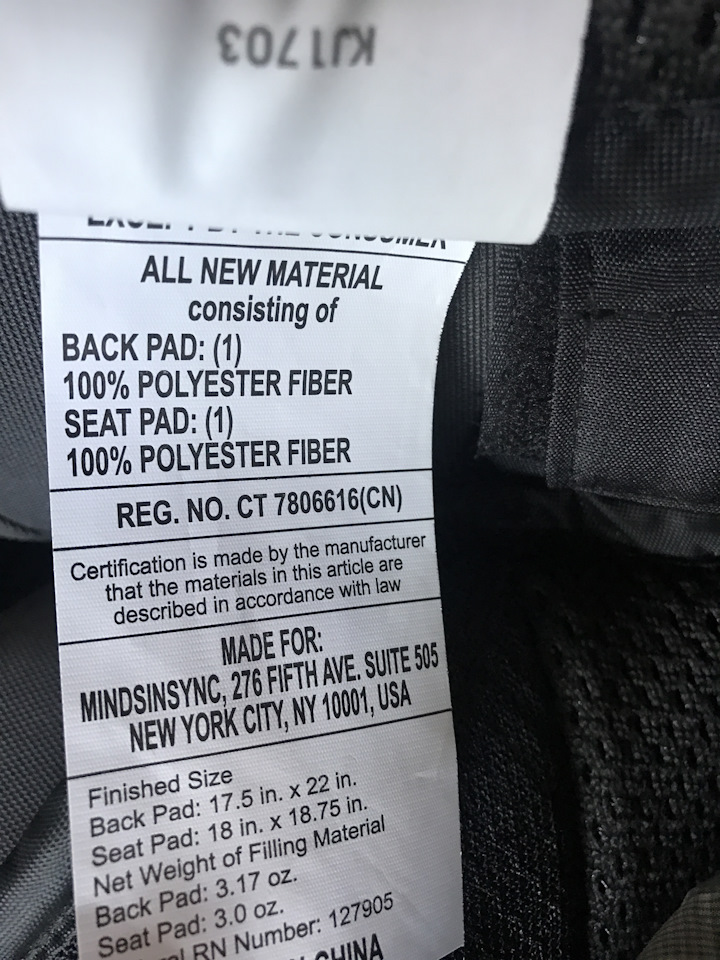 KJ1703
CONSUMER
ALL NEW MATERIAL
consisting of
BACK PAD: (1)
100% POLYESTER FIBER
SEAT PAD: (1)
100% POLYESTER FIBER
REG. NO. CT 7806616(CN)
Certification is made by the manufacturer
that the materials in this article are
described in accordance with law
MADE FOR:
MINDSINSYNC, 276 FIFTH AVE. SUITE 505
NEW YORK CITY, NY 10001, USA
Finished Size
Back Pad: 17.5 in. x 22 in.
Seat Pad: 18 in. x 18.75 in.
Net Weight of Filling Material
Back Pad: 3.17 oz.
Seat Pad: 3.0 oz.
RN Number: 127905
CHINA